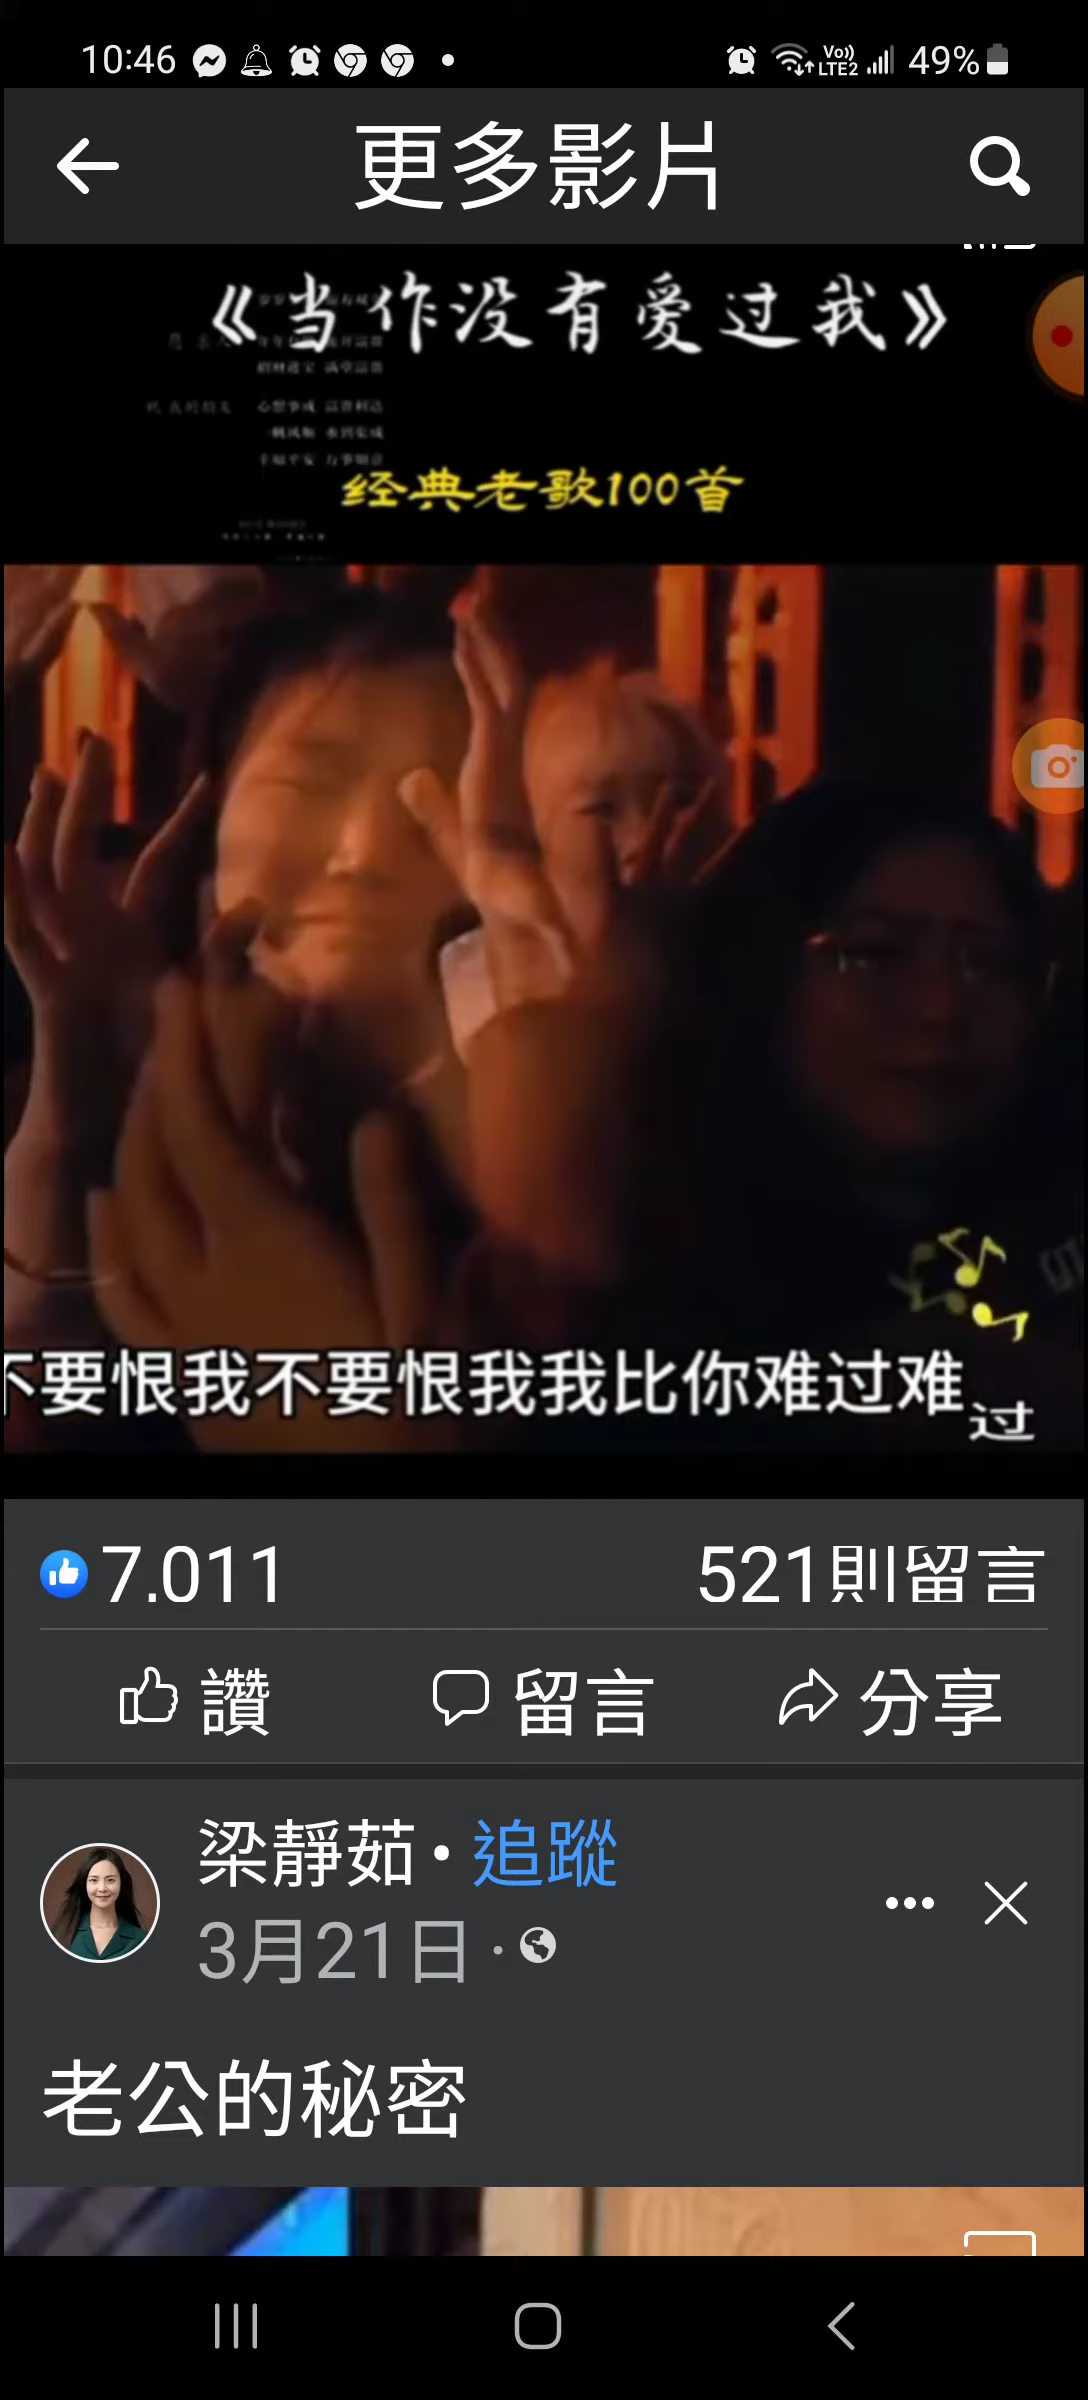 10:46
Vo))
LTE2
49%
更多影片
《当作没有爱过我》
经典老歌100首
不要恨我不要恨我我比你难过难过
7.011
521則留言
讚
留言
分享
梁靜茹 • 追蹤
3月21日 ·
老公的秘密